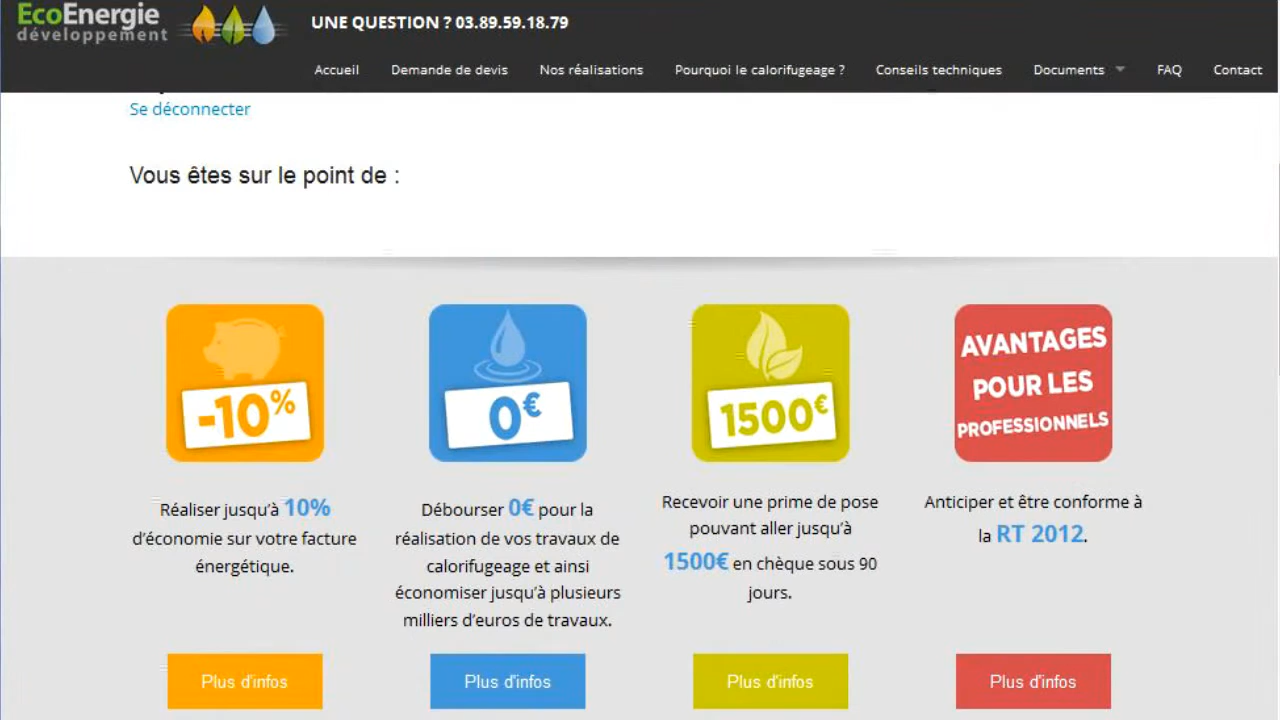 EcoEnergie
développement
UNE QUESTION ? 03.89.59.18.79
Accueil Demande de devis Nos réalisations Pourquoi le calorifugeage ? Conseils techniques Documents FAQ Contact
Se déconnecter
Vous êtes sur le point de :
-10%
0€
1500€
AVANTAGES
POUR LES
PROFESSIONNELS
Réaliser jusqu'à 10%
d'économie sur votre facture
énergétique.
Débourser 0€ pour la
réalisation de vos travaux de
calorifugeage et ainsi
économiser jusqu'à plusieurs
milliers d'euros de travaux.
Recevoir une prime de pose
pouvant aller jusqu'à
1500€ en chèque sous 90
jours.
Anticiper et être conforme à
la RT 2012.
Plus d'infos
Plus d'infos
Plus d'infos
Plus d'infos